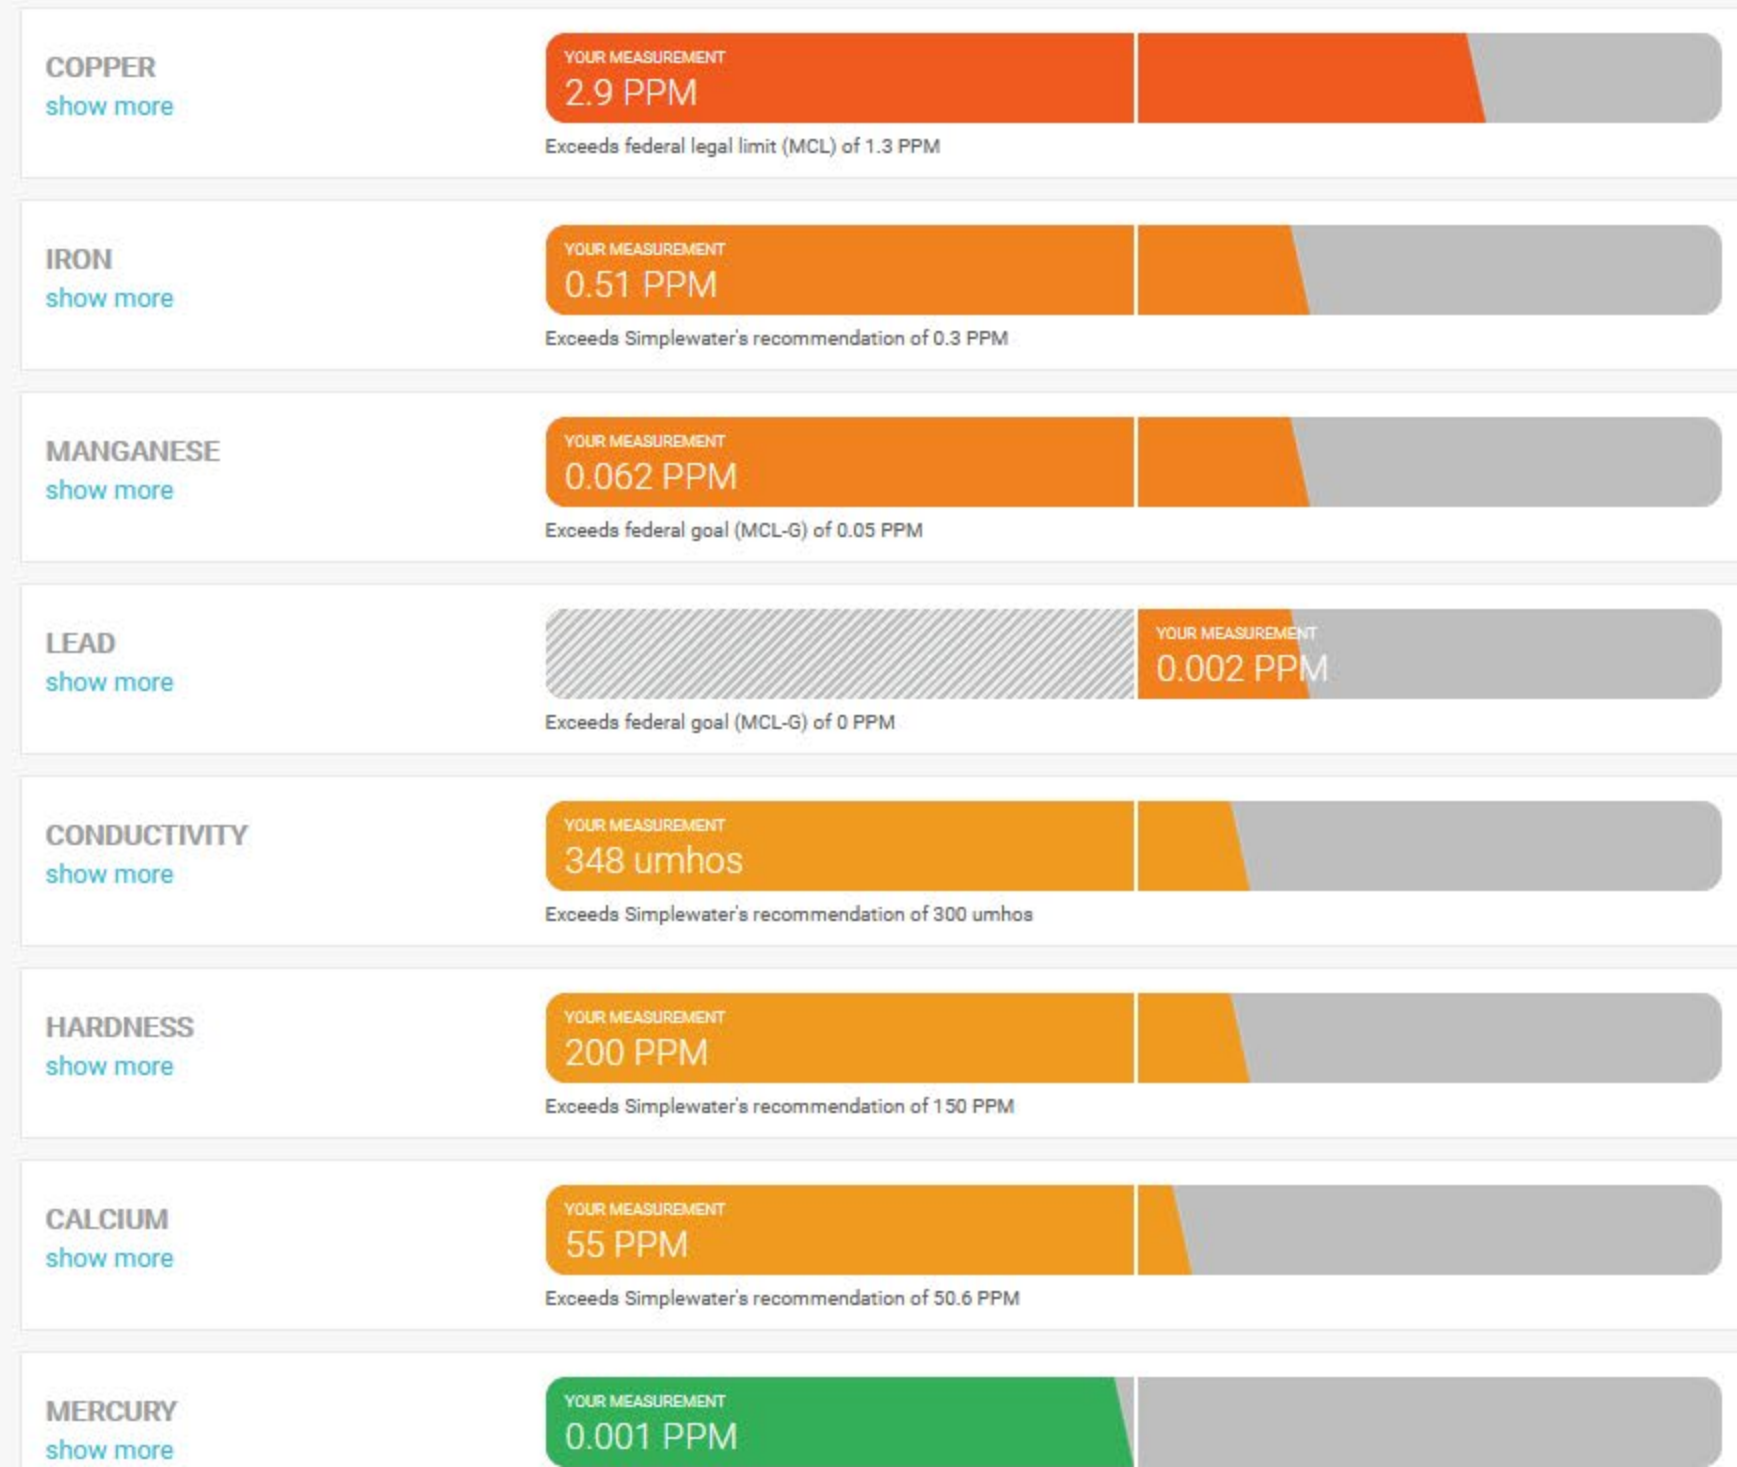 COPPER
show more
YOUR MEASUREMENT
2.9 PPM
Exceeds federal legal limit (MCL) of 1.3 PPM
IRON
show more
YOUR MEASUREMENT
0.51 PPM
Exceeds Simplewater's recommendation of 0.3 PPM
MANGANESE
show more
YOUR MEASUREMENT
0.062 PPM
Exceeds federal goal (MCL-G) of 0.05 PPM
LEAD
show more
YOUR MEASUREMENT
0.002 PPM
Exceeds federal goal (MCL-G) of 0 PPM
CONDUCTIVITY
show more
YOUR MEASUREMENT
348 umhos
Exceeds Simplewater's recommendation of 300 umhos
HARDNESS
show more
YOUR MEASUREMENT
200 PPM
Exceeds Simplewater's recommendation of 150 PPM
CALCIUM
show more
YOUR MEASUREMENT
55 PPM
Exceeds Simplewater's recommendation of 50.6 PPM
MERCURY
show more
YOUR MEASUREMENT
0.001 PPM